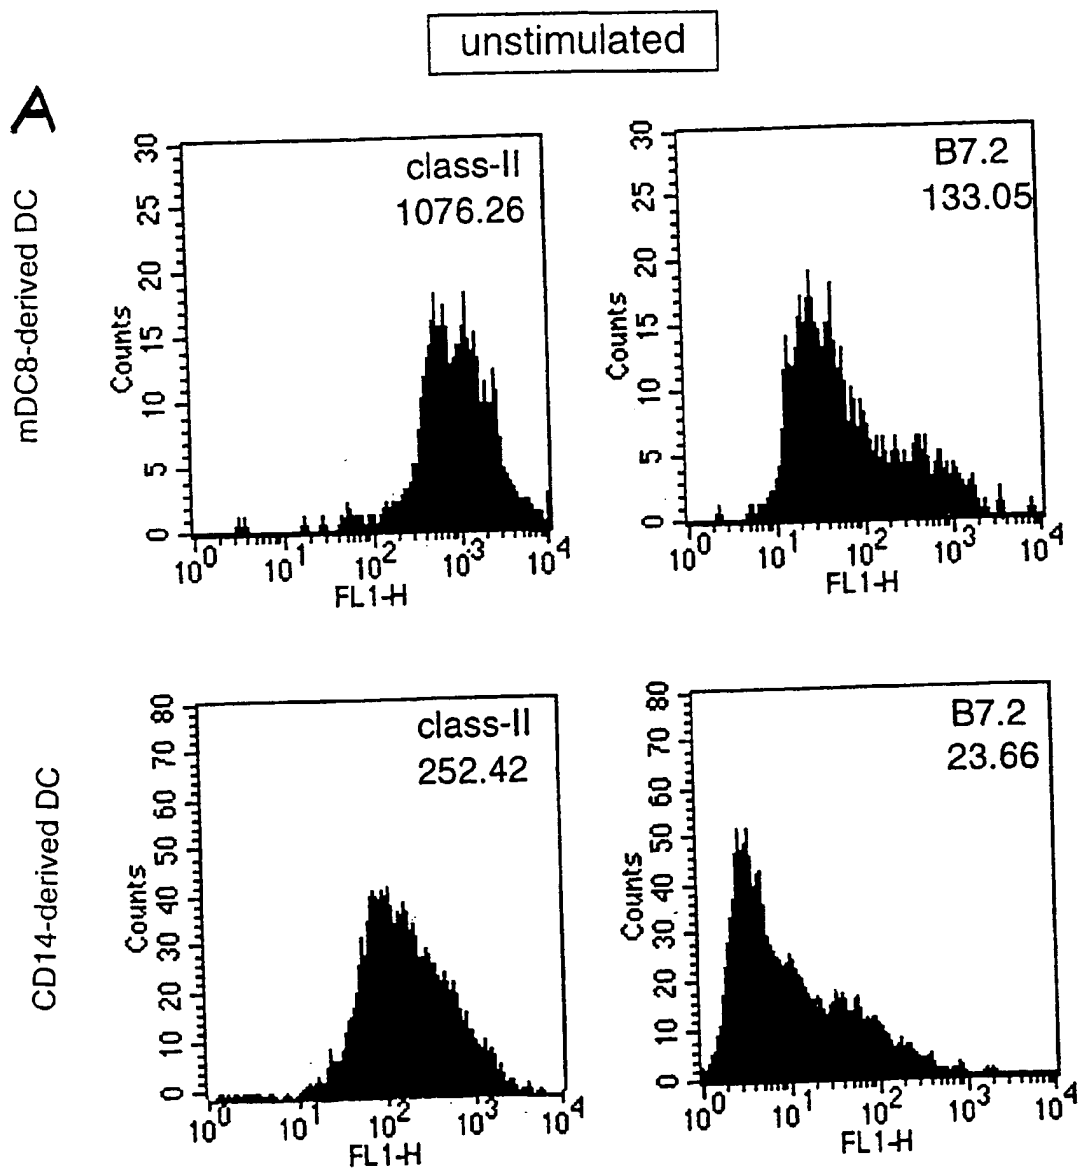 unstimulated
A
mDC8-derived DC
class-II
1076.26
30
25
20
15
10
5
0
Counts
10^0 10^1 10^2 10^3 10^4
FL1-H
B7.2
133.05
30
25
20
15
10
5
0
Counts
10^0 10^1 10^2 10^3 10^4
FL1-H
CD14-derived DC
class-II
252.42
80
70
60
50
40
30
20
10
0
Counts
10^0 10^1 10^2 10^3 10^4
FL1-H
B7.2
23.66
80
70
60
50
40
30
20
10
0
Counts
10^0 10^1 10^2 10^3 10^4
FL1-H